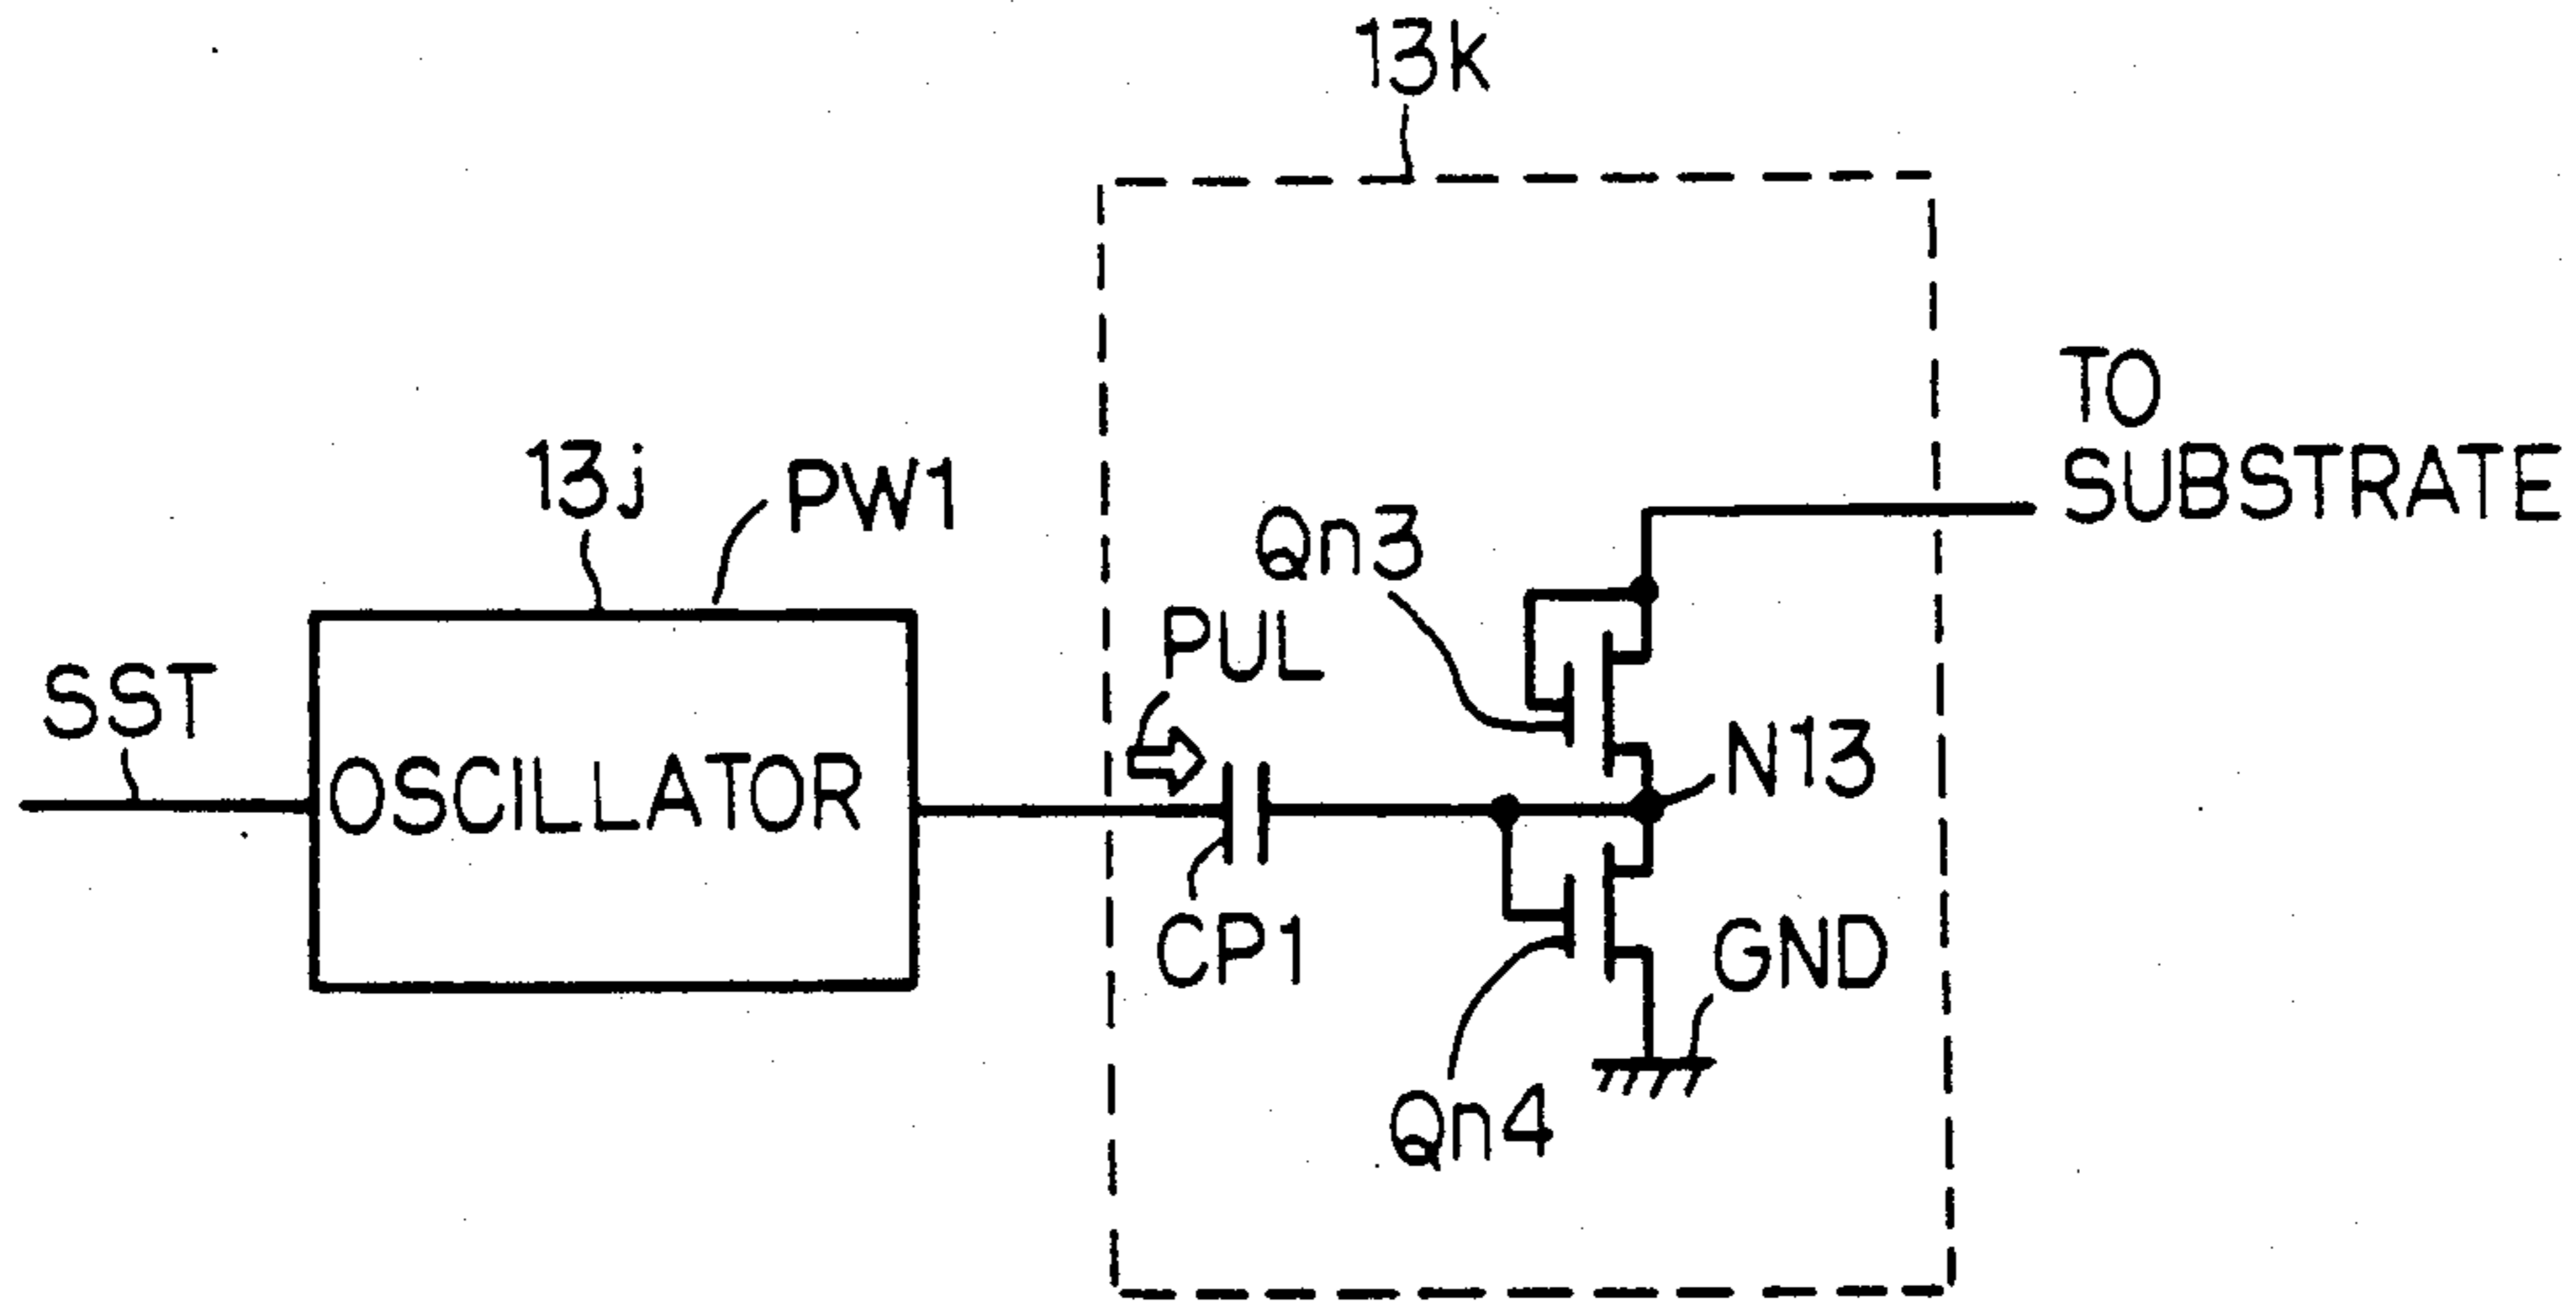 13k
TO
SUBSTRATE
13j
PW1
Qn3
PUL
SST
OSCILLATOR
N13
CP1
GND
Qn4